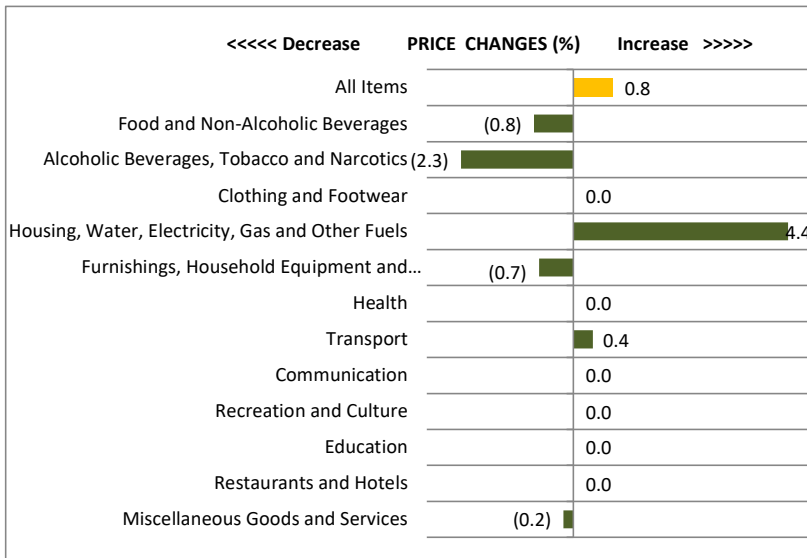 <<<<< Decrease PRICE CHANGES (%) Increase >>>>>
All Items 0.8
Food and Non-Alcoholic Beverages (0.8)
Alcoholic Beverages, Tobacco and Narcotics (2.3)
Clothing and Footwear 0.0
Housing, Water, Electricity, Gas and Other Fuels 4.4
Furnishings, Household Equipment and... (0.7)
Health 0.0
Transport 0.4
Communication 0.0
Recreation and Culture 0.0
Education 0.0
Restaurants and Hotels 0.0
Miscellaneous Goods and Services (0.2)